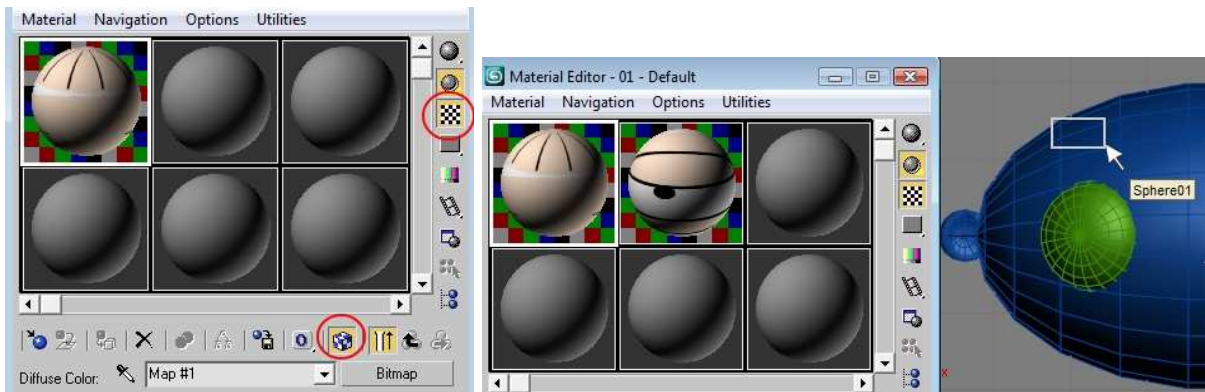 Material Navigation Options Utilities
Diffuse Color: Map #1 Bitmap
Material Editor - 01 - Default
Material Navigation Options Utilities
Sphere01
x